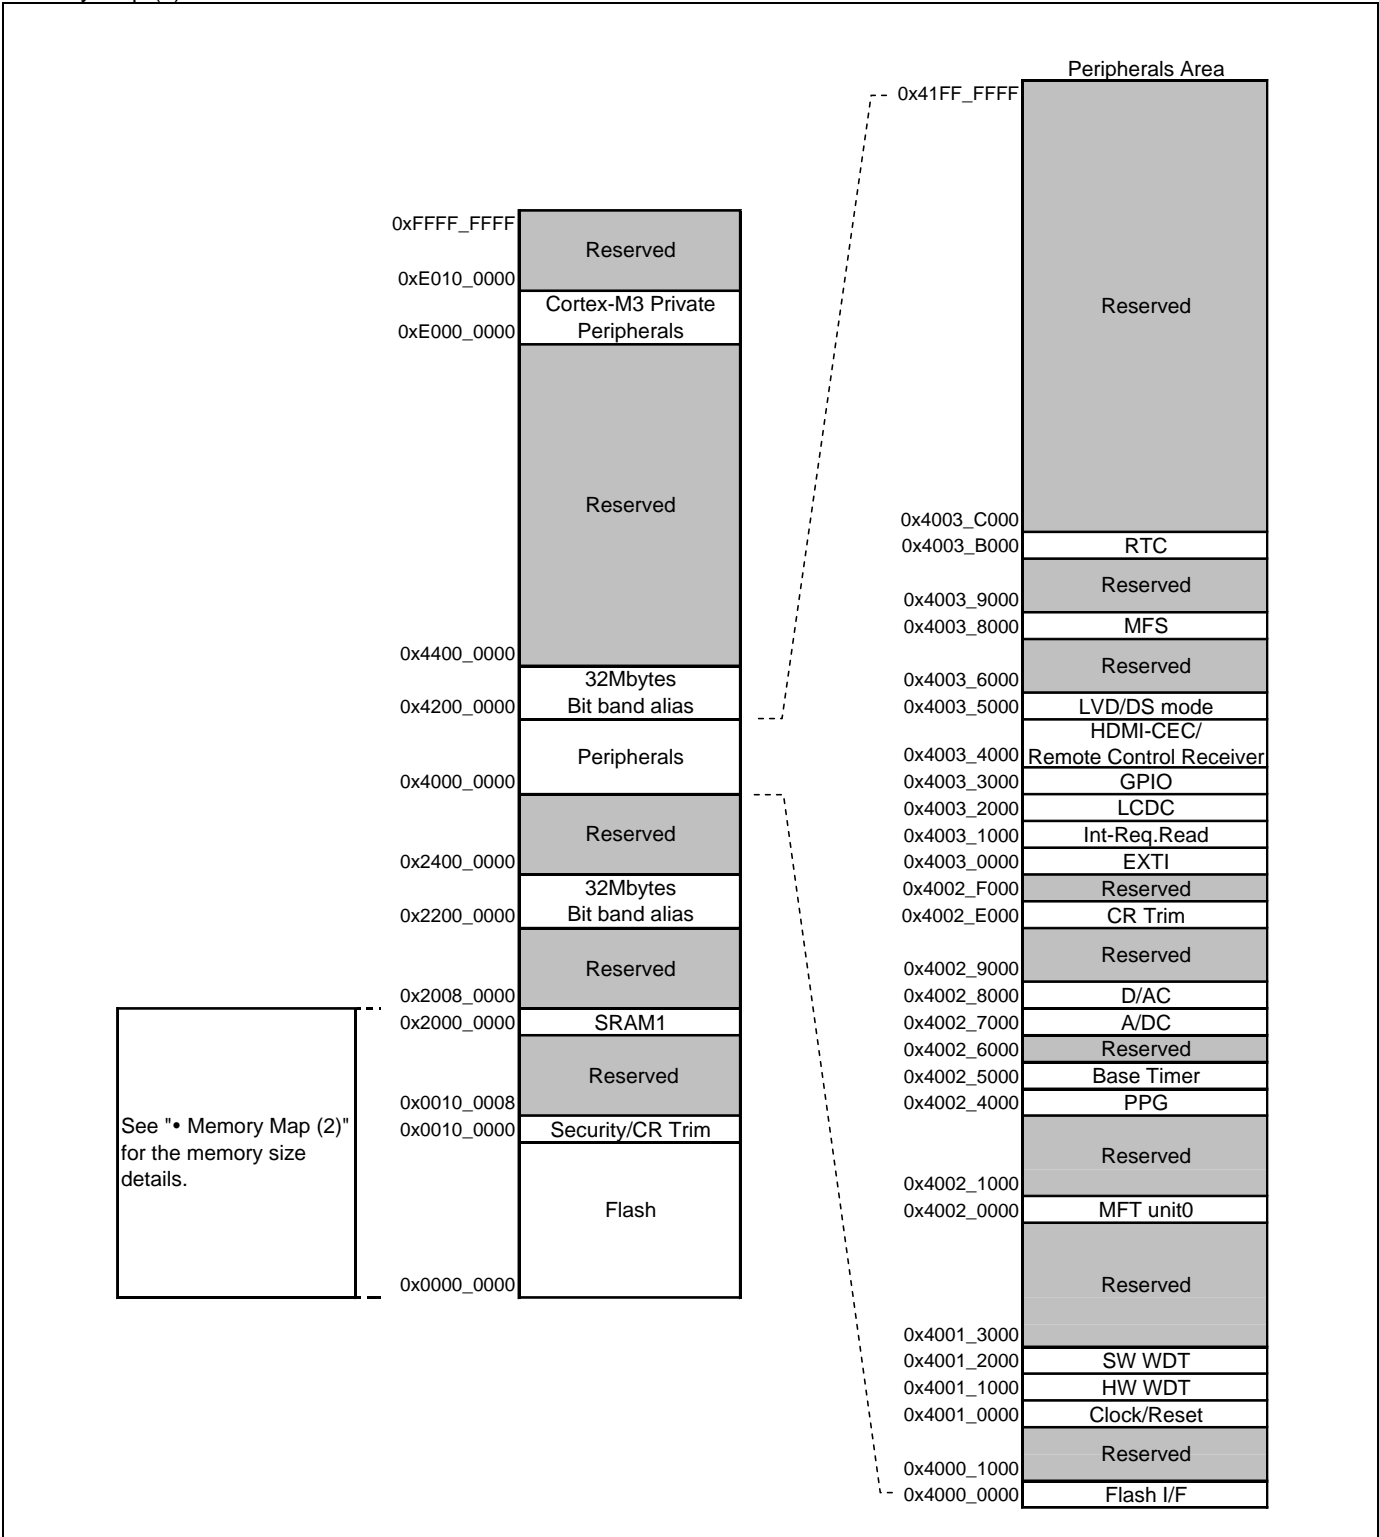 Peripherals Area
0x41FF_FFFF
Reserved
0x4003_C000
0x4003_B000 RTC
Reserved
0x4003_9000
0x4003_8000 MFS
Reserved
0x4003_6000
0x4003_5000 LVD/DS mode
HDMI-CEC/
0x4003_4000 Remote Control Receiver
0x4003_3000 GPIO
0x4003_2000 LCDC
0x4003_1000 Int-Req.Read
0x4003_0000 EXTI
0x4002_F000 Reserved
0x4002_E000 CR Trim
Reserved
0x4002_9000
0x4002_8000 D/AC
0x4002_7000 A/DC
0x4002_6000 Reserved
0x4002_5000 Base Timer
0x4002_4000 PPG
Reserved
0x4002_1000
0x4002_0000 MFT unit0
Reserved
0x4001_3000
0x4001_2000 SW WDT
0x4001_1000 HW WDT
0x4001_0000 Clock/Reset
Reserved
0x4000_1000
0x4000_0000 Flash I/F
0xFFFF_FFFF
Reserved
0xE010_0000
Cortex-M3 Private
0xE000_0000 Peripherals
Reserved
0x4400_0000
32Mbytes
0x4200_0000 Bit band alias
Peripherals
0x4000_0000
Reserved
0x2400_0000
32Mbytes
0x2200_0000 Bit band alias
Reserved
0x2008_0000
0x2000_0000 SRAM1
Reserved
0x0010_0008
0x0010_0000 Security/CR Trim
Flash
0x0000_0000
See "• Memory Map (2)"
for the memory size
details.